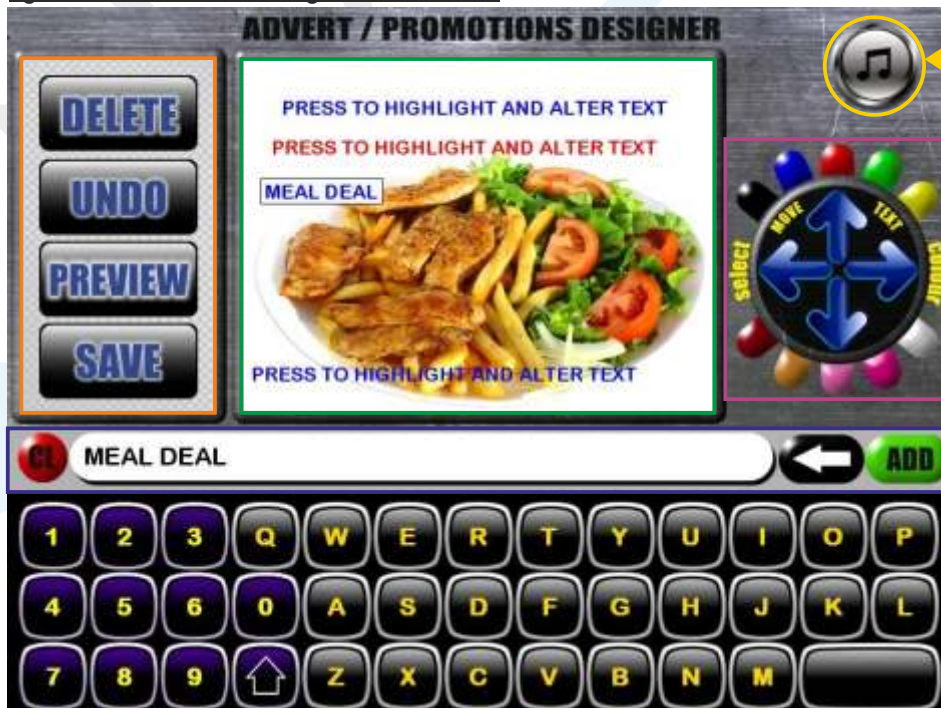 ADVERT / PROMOTIONS DESIGNER
DELETE
UNDO
PREVIEW
SAVE
PRESS TO HIGHLIGHT AND ALTER TEXT
PRESS TO HIGHLIGHT AND ALTER TEXT
MEAL DEAL
PRESS TO HIGHLIGHT AND ALTER TEXT
MOVE TEXT
select colour
CL MEAL DEAL ADD
1 2 3 Q W E R T Y U I O P
4 5 6 0 A S D F G H J K L
7 8 9 Z X C V B N M